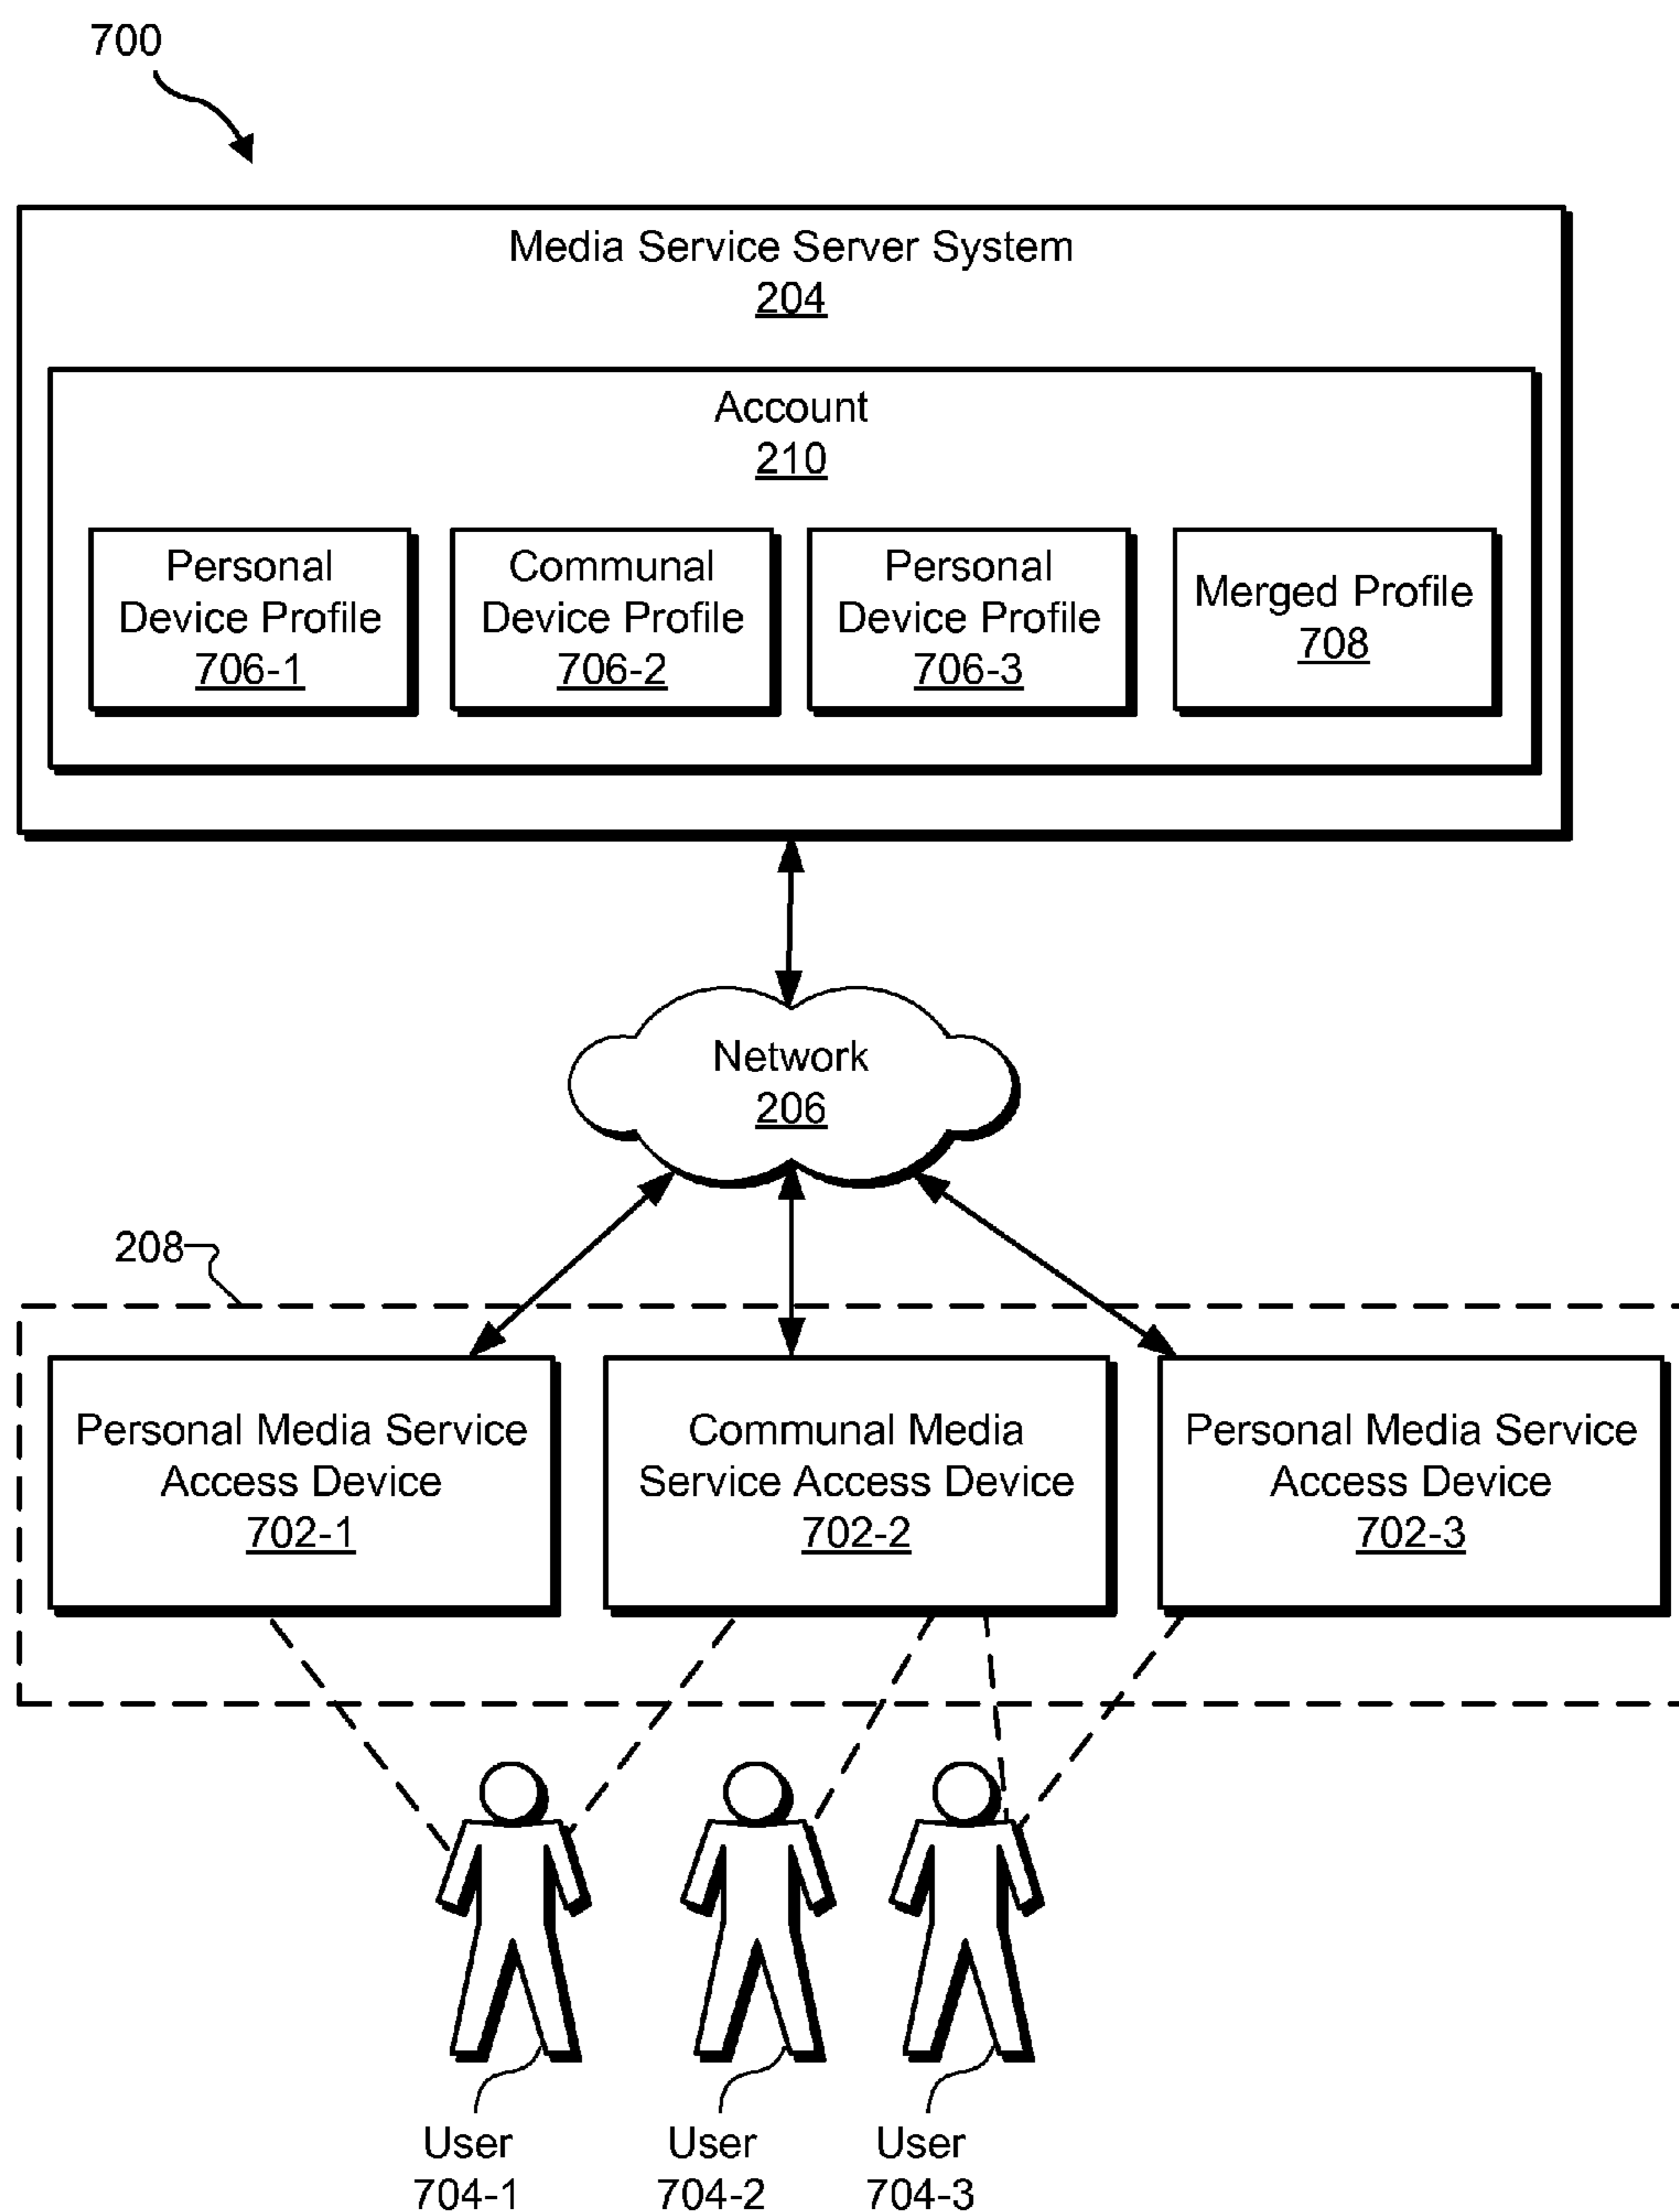 700
Media Service Server System
204
Account
210
Personal
Device Profile
706-1
Communal
Device Profile
706-2
Personal
Device Profile
706-3
Merged Profile
708
Network
206
208
Personal Media Service
Access Device
702-1
Communal Media
Service Access Device
702-2
Personal Media Service
Access Device
702-3
User
704-1
User
704-2
User
704-3